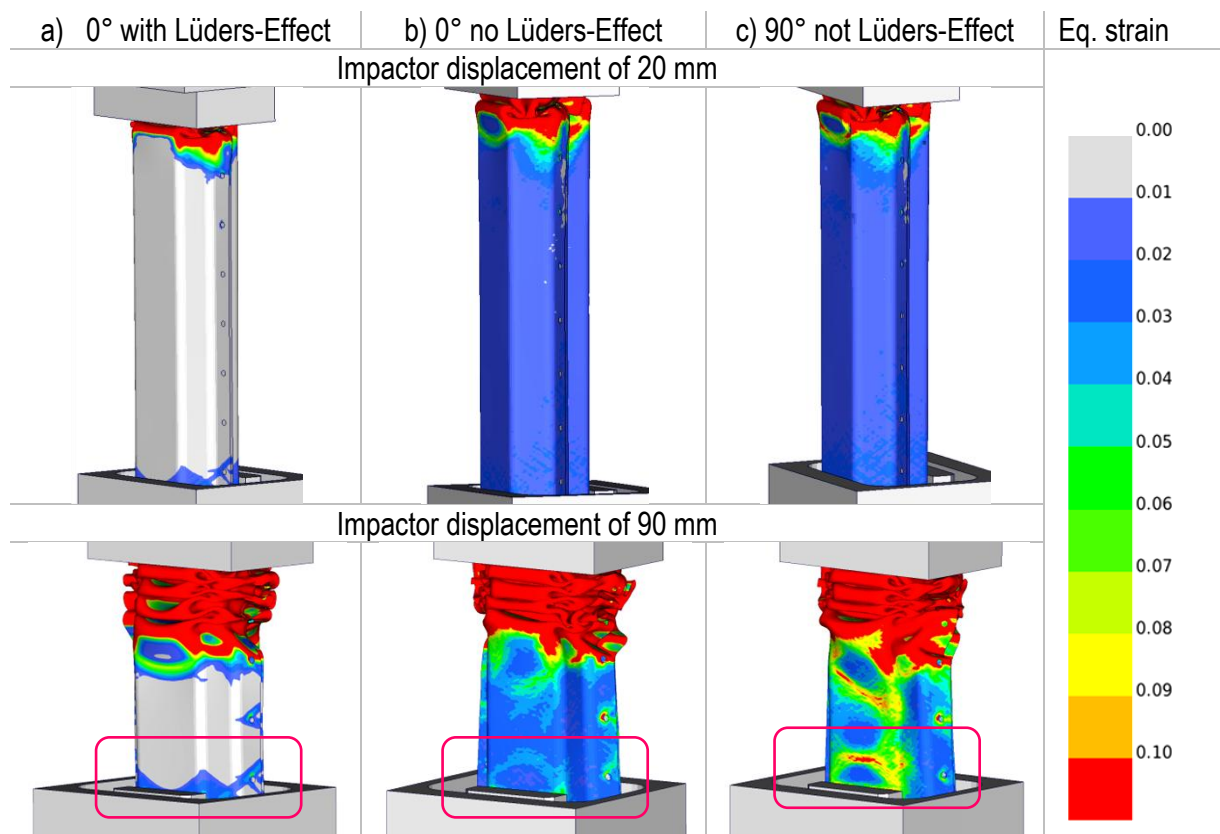 a) 0° with Lüders-Effect
b) 0° no Lüders-Effect
c) 90° not Lüders-Effect
Eq. strain
Impactor displacement of 20 mm
0.00
0.01
0.02
0.03
0.04
0.05
0.06
0.07
0.08
0.09
0.10
Impactor displacement of 90 mm